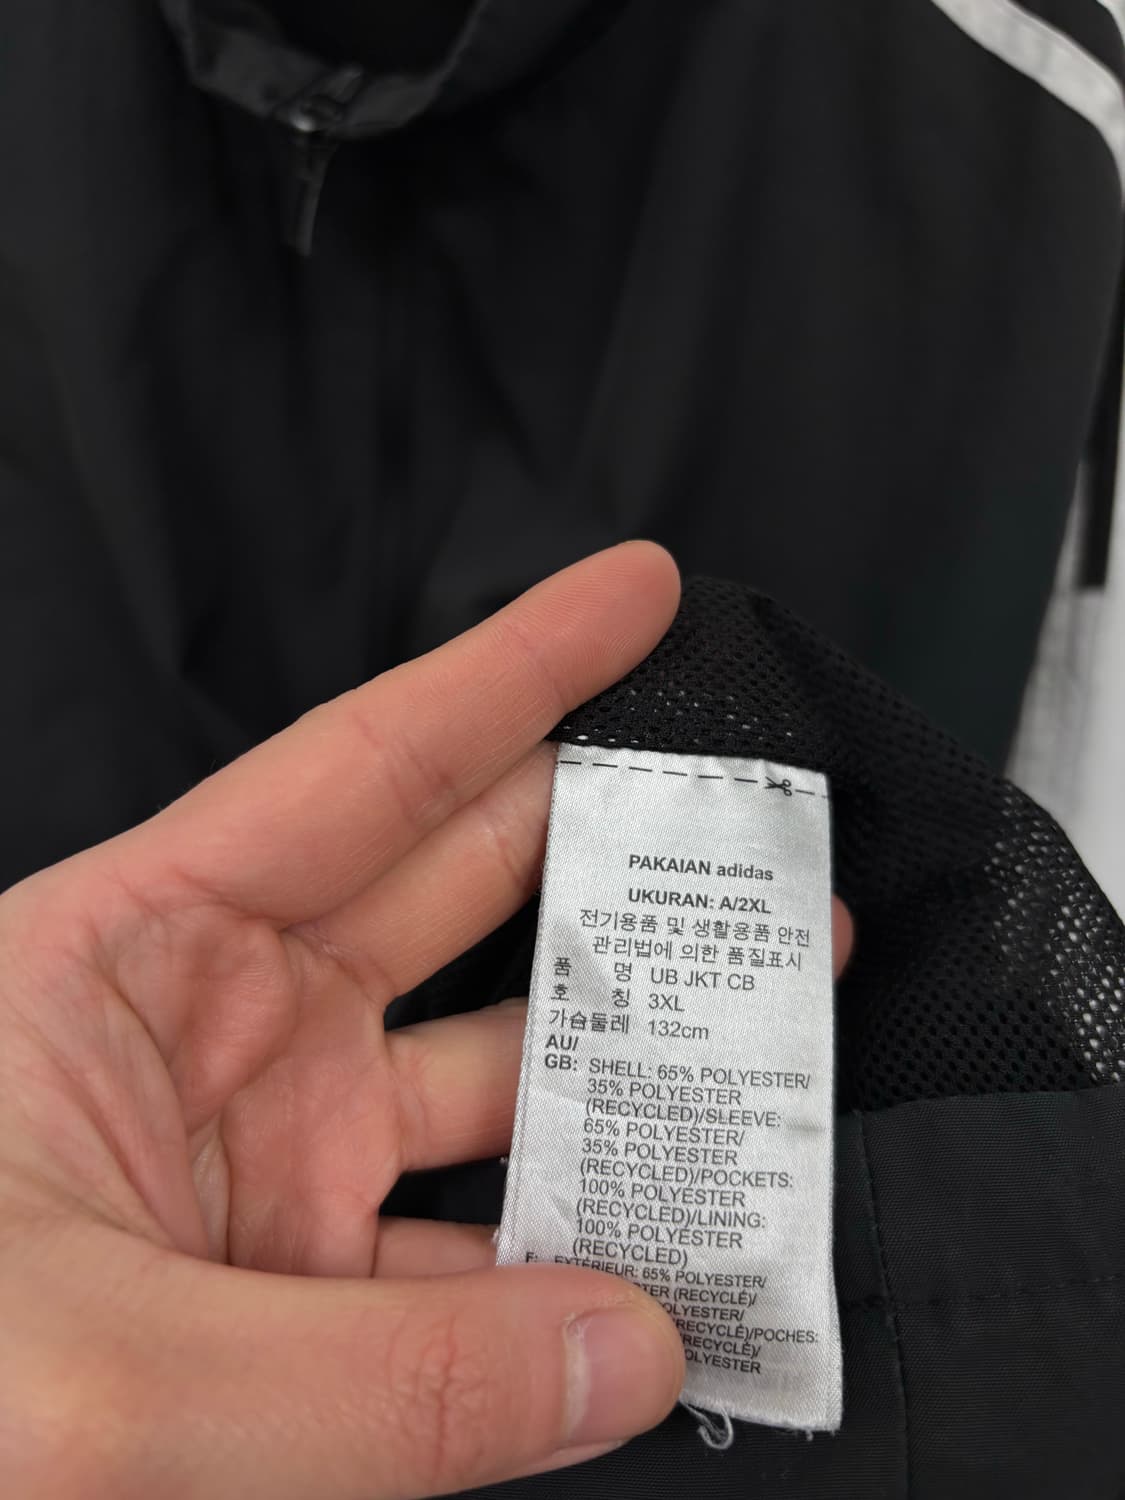 PAKAIAN adidas
UKURAN: A/2XL
전기용품 및 생활용품 안전
관리법에 의한 품질표시
품 명 UB JKT CB
호 칭 3XL
가슴둘레 132cm
AU/
GB: SHELL: 65% POLYESTER/
35% POLYESTER
(RECYCLED)/SLEEVE:
65% POLYESTER/
35% POLYESTER
(RECYCLED)/POCKETS:
100% POLYESTER
(RECYCLED)/LINING:
100% POLYESTER
(RECYCLED)
F: EXTÉRIEUR: 65% POLYESTER/
(RECYCLÉ)/
RECYCLÉ)/POCHES:
RECYCLÉ)/